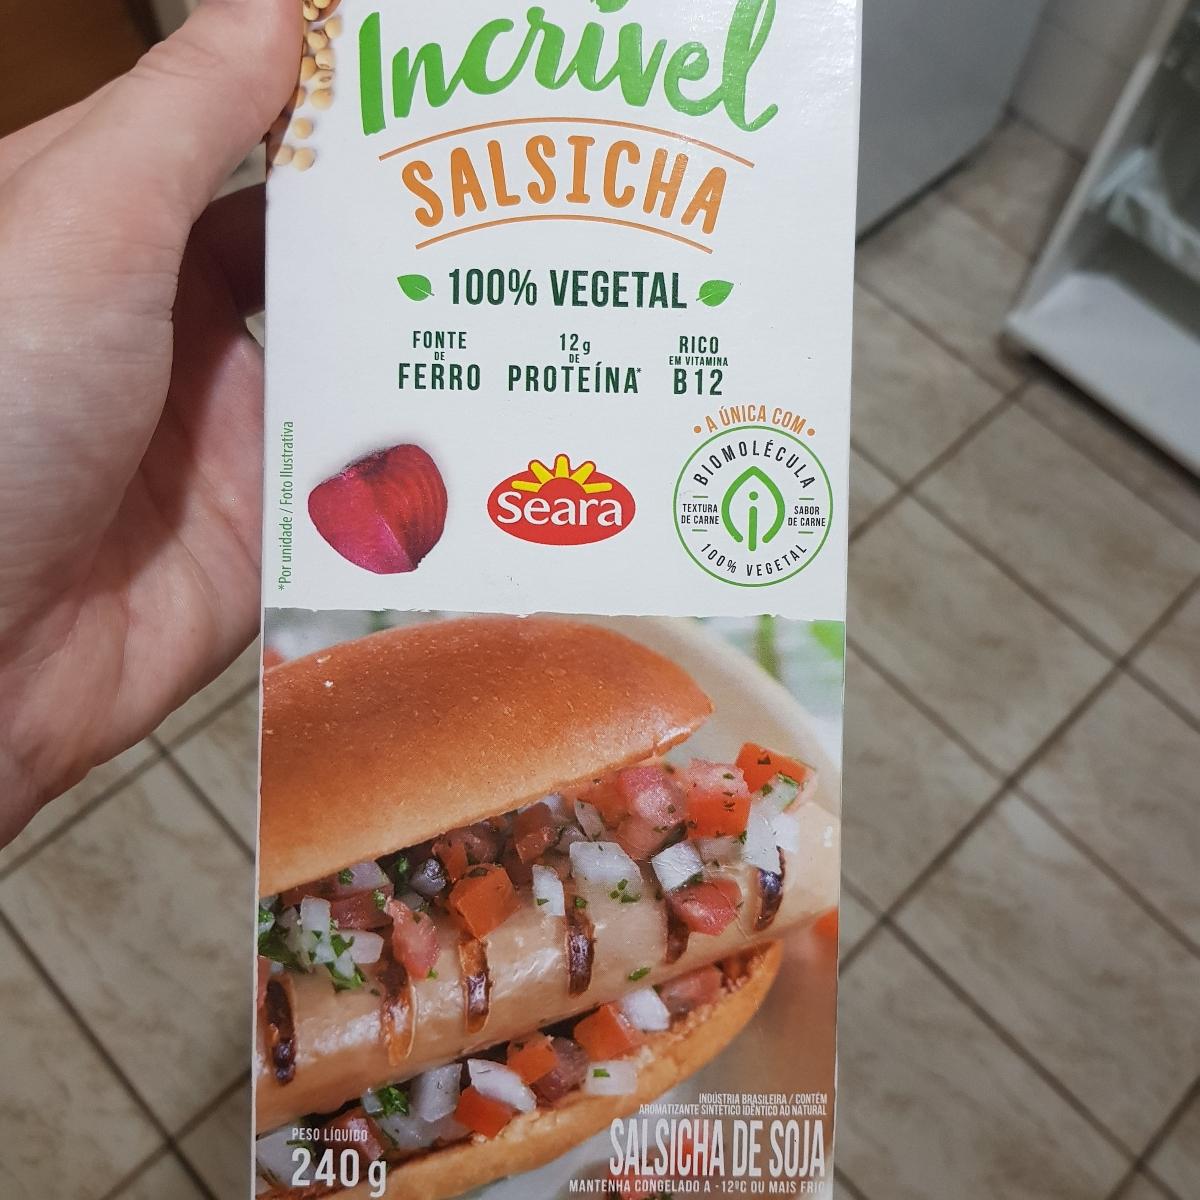 Incrível
SALSICHA
100% VEGETAL
FONTE
DE
FERRO
12g
DE
PROTEÍNA*
RICO
EM VITAMINA
B12
*Por unidade / Foto Ilustrativa
Seara
• A ÚNICA COM •
BIOMOLÉCULA
TEXTURA
DE CARNE
SABOR
DE CARNE
100% VEGETAL
INDÚSTRIA BRASILEIRA / CONTÉM
AROMATIZANTE SINTÉTICO IDÊNTICO AO NATURAL
PESO LÍQUIDO
240 g
SALSICHA DE SOJA
MANTENHA CONGELADO A -12ºC OU MAIS FRIO